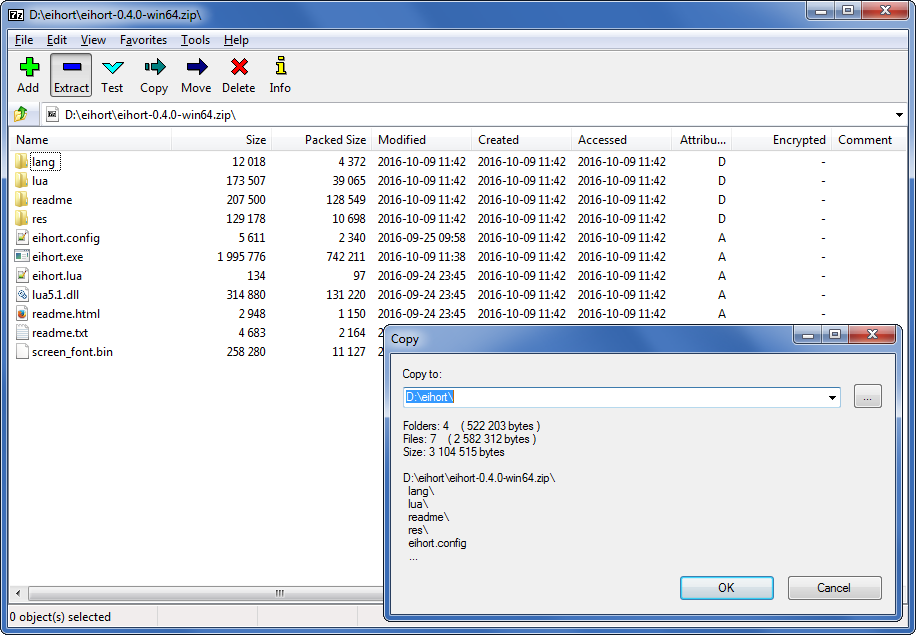 D:\eihort\eihort-0.4.0-win64.zip\
File Edit View Favorites Tools Help
Add Extract Test Copy Move Delete Info
D:\eihort\eihort-0.4.0-win64.zip\
Name Size Packed Size Modified Created Accessed Attribu... Encrypted Comment
lang 12 018 4 372 2016-10-09 11:42 2016-10-09 11:42 2016-10-09 11:42 D -
lua 173 507 39 065 2016-10-09 11:42 2016-10-09 11:42 2016-10-09 11:42 D -
readme 207 500 128 549 2016-10-09 11:42 2016-10-09 11:42 2016-10-09 11:42 D -
res 129 178 10 698 2016-10-09 11:42 2016-10-09 11:42 2016-10-09 11:42 D -
eihort.config 5 611 2 340 2016-09-25 09:58 2016-10-09 11:42 2016-10-09 11:42 A -
eihort.exe 1 995 776 742 211 2016-10-09 11:38 2016-10-09 11:42 2016-10-09 11:42 A -
eihort.lua 134 97 2016-09-24 23:45 2016-10-09 11:42 2016-10-09 11:42 A -
lua5.1.dll 314 880 131 220 2016-09-24 23:45 2016-10-09 11:42 2016-10-09 11:42 A -
readme.html 2 948 1 150 2016-09-24 23:45 2016-10-09 11:42 2016-10-09 11:42 A -
readme.txt 4 683 2 164 2
screen_font.bin 258 280 11 127 2
0 object(s) selected
Copy
Copy to:
D:\eihort\
...
Folders: 4 ( 522 203 bytes )
Files: 7 ( 2 582 312 bytes )
Size: 3 104 515 bytes
D:\eihort\eihort-0.4.0-win64.zip\
lang\
lua\
readme\
res\
eihort.config
...
OK Cancel